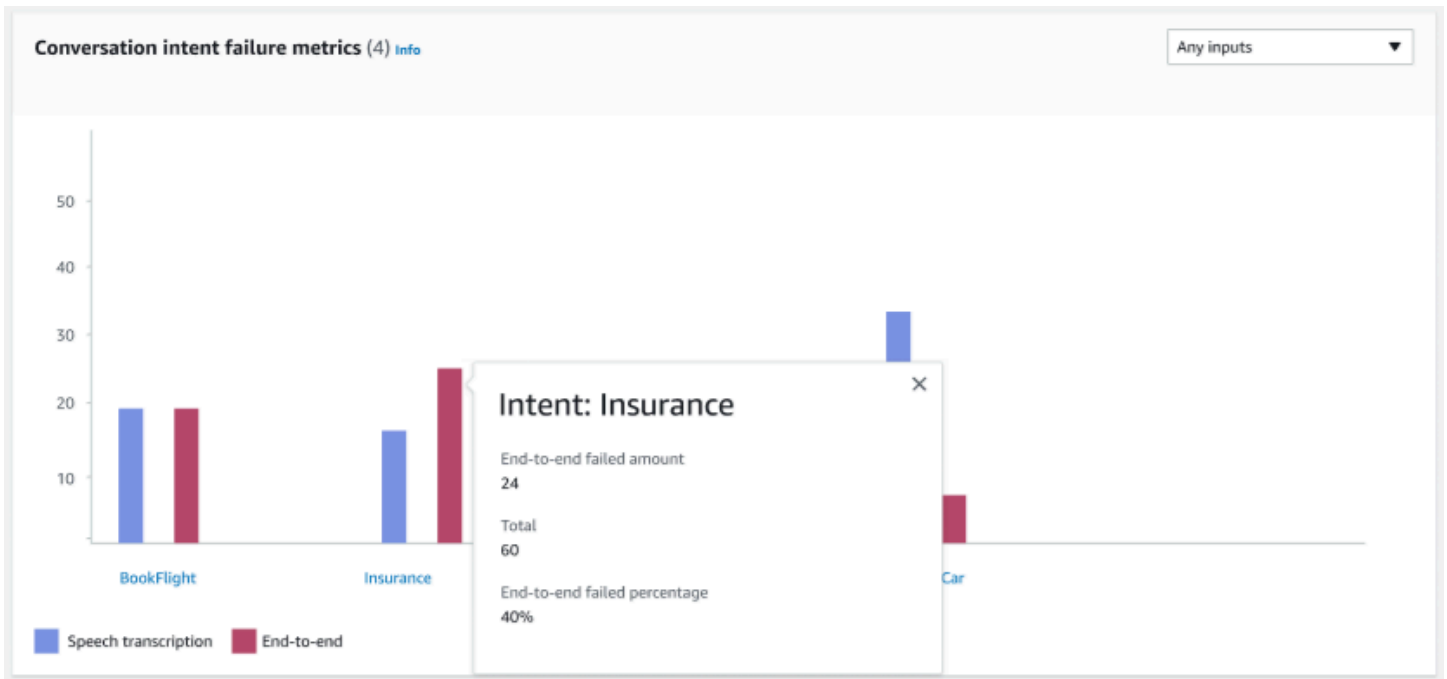 Conversation intent failure metrics (4) Info
Any inputs
50
40
30
20
10
Intent: Insurance
End-to-end failed amount
24
Total
60
End-to-end failed percentage
40%
BookFlight
Insurance
Car
Speech transcription
End-to-end